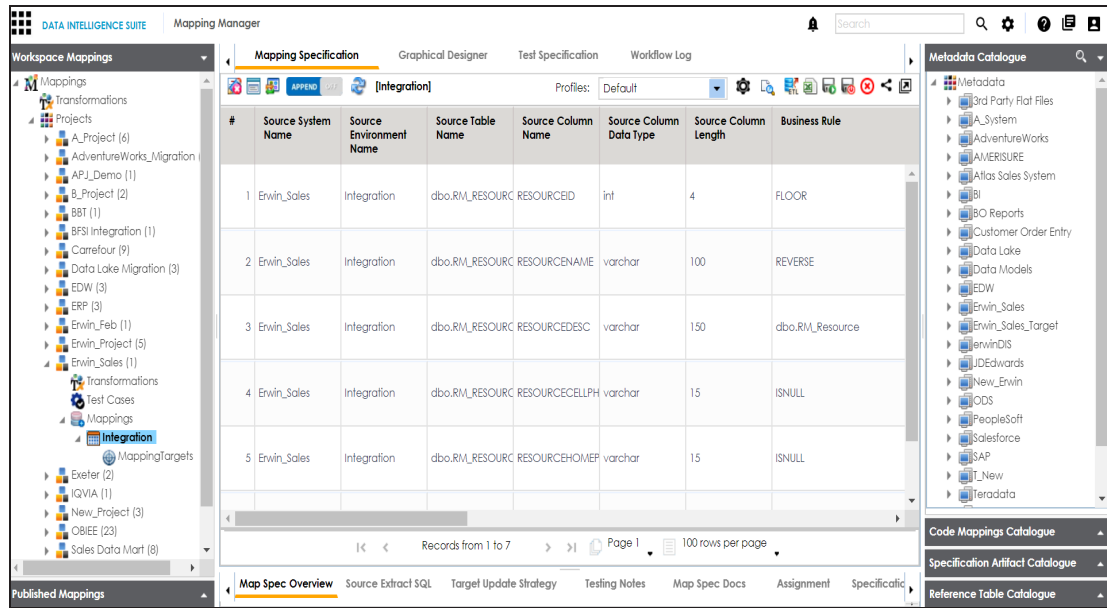 DATA INTELLIGENCE SUITE Mapping Manager Search
Workspace Mappings
Mappings
Transformations
Projects
A_Project (6)
AdventureWorks_Migration (
APJ_Demo (1)
B_Project (2)
BBT (1)
BFSI Integration (1)
Carrefour (9)
Data Lake Migration (3)
EDW (3)
ERP (3)
Erwin_Feb (1)
Erwin_Project (5)
Erwin_Sales (1)
Transformations
Test Cases
Mappings
Integration
MappingTargets
Exeter (2)
IQVIA (1)
New_Project (3)
OBIEE (23)
Sales Data Mart (8)
Published Mappings
Mapping Specification Graphical Designer Test Specification Workflow Log
APPEND OFF [Integration] Profiles: Default
# Source System Name Source Environment Name Source Table Name Source Column Name Source Column Data Type Source Column Length Business Rule
1 Erwin_Sales Integration dbo.RM_RESOURC RESOURCEID int 4 FLOOR
2 Erwin_Sales Integration dbo.RM_RESOURC RESOURCENAME varchar 100 REVERSE
3 Erwin_Sales Integration dbo.RM_RESOURC RESOURCEDESC varchar 150 dbo.RM_Resource
4 Erwin_Sales Integration dbo.RM_RESOURC RESOURCECELLPH varchar 15 ISNULL
5 Erwin_Sales Integration dbo.RM_RESOURC RESOURCEHOMEP varchar 15 ISNULL
Records from 1 to 7 Page 1 100 rows per page
Map Spec Overview Source Extract SQL Target Update Strategy Testing Notes Map Spec Docs Assignment Specificatic
Metadata Catalogue
Metadata
3rd Party Flat Files
A_System
AdventureWorks
AMERISURE
Atlas Sales System
BI
BO Reports
Customer Order Entry
Data Lake
Data Models
EDW
Erwin_Sales
Erwin_Sales_Target
erwinDIS
JDEdwards
New_Erwin
ODS
PeopleSoft
Salesforce
SAP
T_New
Teradata
Code Mappings Catalogue
Specification Artifact Catalogue
Reference Table Catalogue